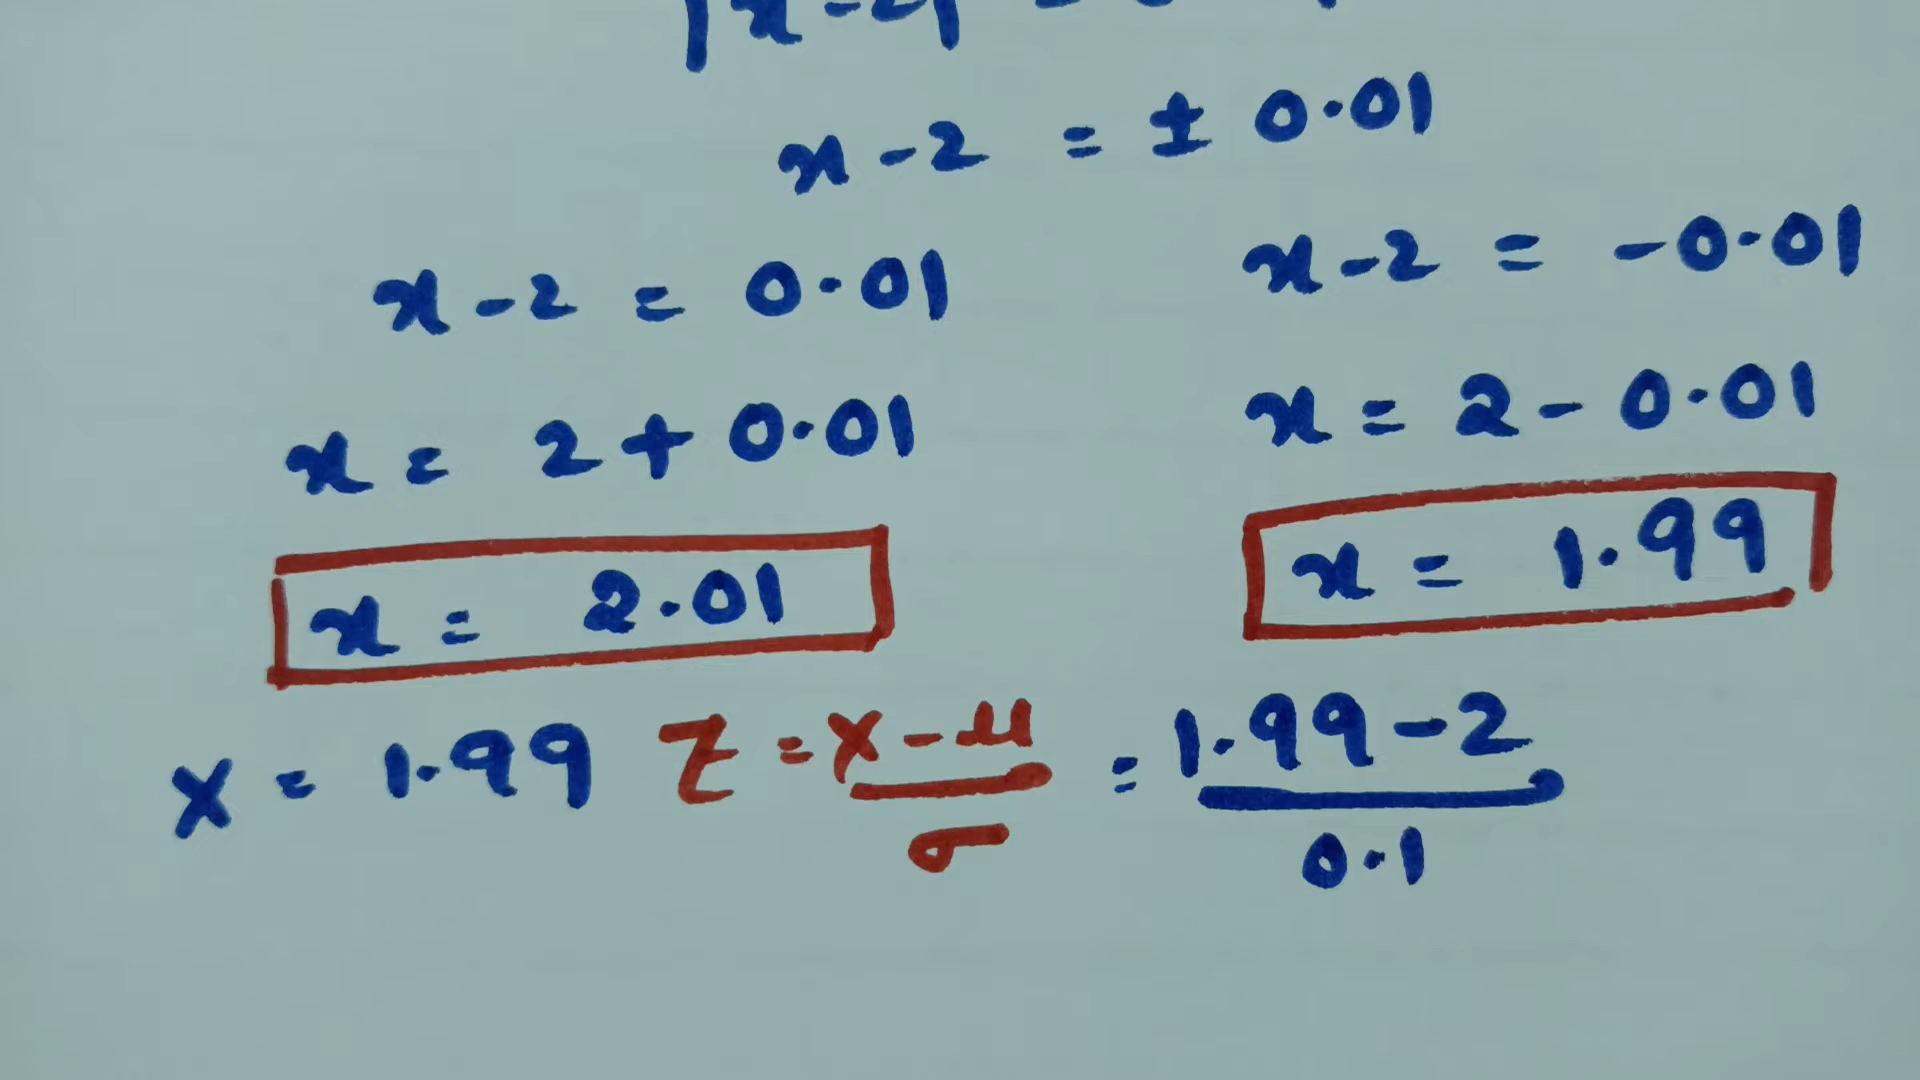 |x-2|
x-2 = ± 0.01
x-2 = 0.01
x-2 = -0.01
x = 2+0.01
x = 2-0.01
x = 2.01
x = 1.99
X = 1.99 Z = X-μ/σ = 1.99-2/0.1